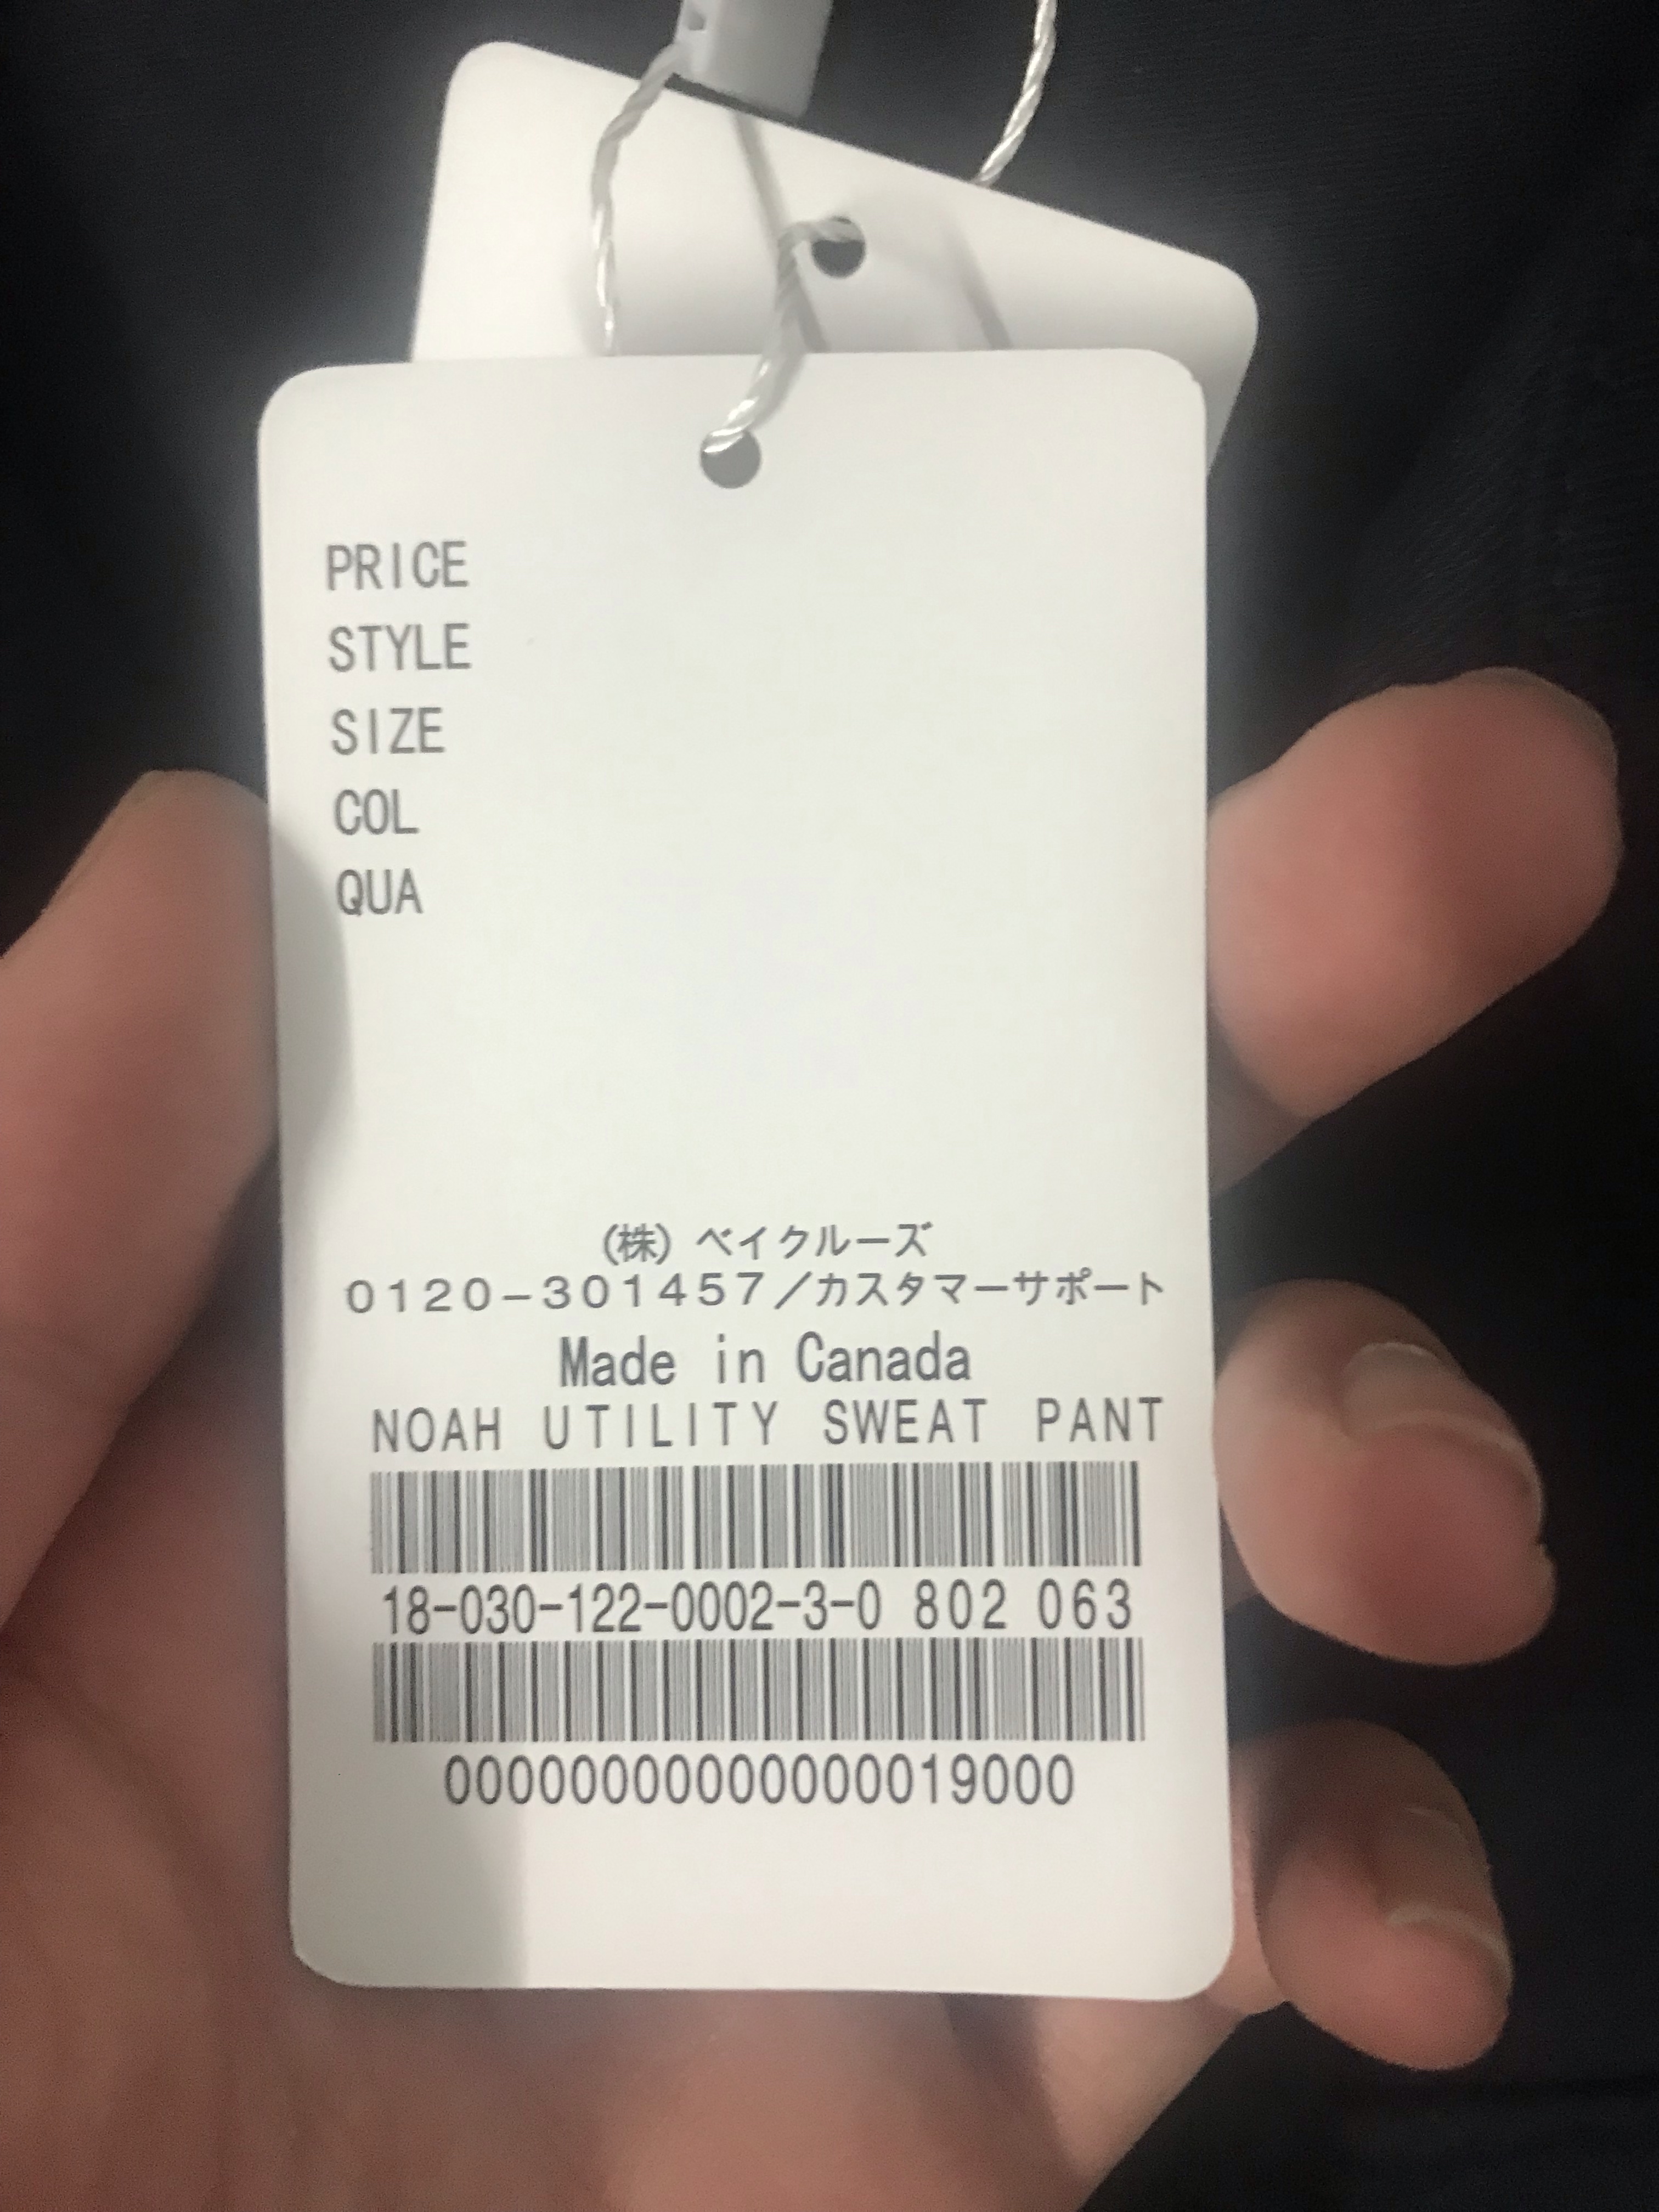 PRICE
STYLE
SIZE
COL
QUA
(株) ベイクルーズ
0120-301457/カスタマーサポート
Made in Canada
NOAH UTILITY SWEAT PANT
18-030-122-0002-3-0 802 063
00000000000000019000